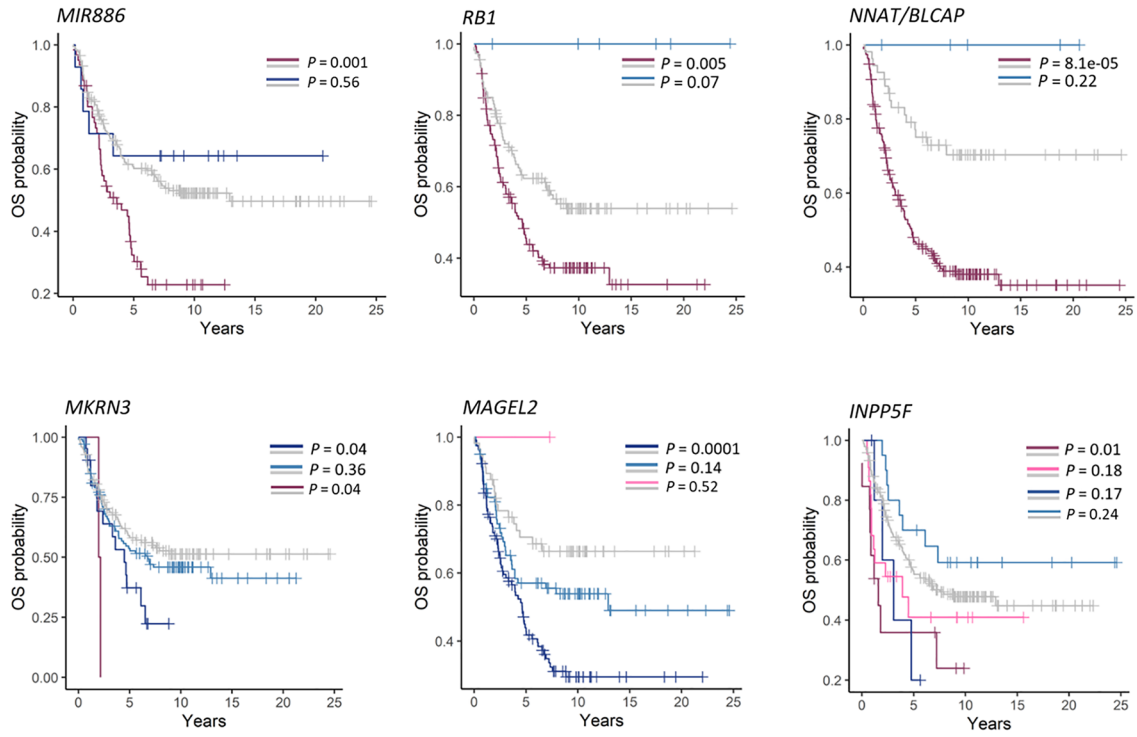 MIR886
1.0
0.8
0.6
0.4
0.2
OS probability
P = 0.001
P = 0.56
0 5 10 15 20 25
Years
RB1
1.0
0.8
0.6
0.4
OS probability
P = 0.005
P = 0.07
0 5 10 15 20 25
Years
NNAT/BLCAP
1.0
0.8
0.6
0.4
OS probability
P = 8.1e-05
P = 0.22
0 5 10 15 20 25
Years
MKRN3
1.00
0.75
0.50
0.25
0.00
OS probability
P = 0.04
P = 0.36
P = 0.04
0 5 10 15 20 25
Years
MAGEL2
1.0
0.8
0.6
0.4
OS probability
P = 0.0001
P = 0.14
P = 0.52
0 5 10 15 20 25
Years
INPP5F
1.0
0.8
0.6
0.4
0.2
OS probability
P = 0.01
P = 0.18
P = 0.17
P = 0.24
0 5 10 15 20 25
Years